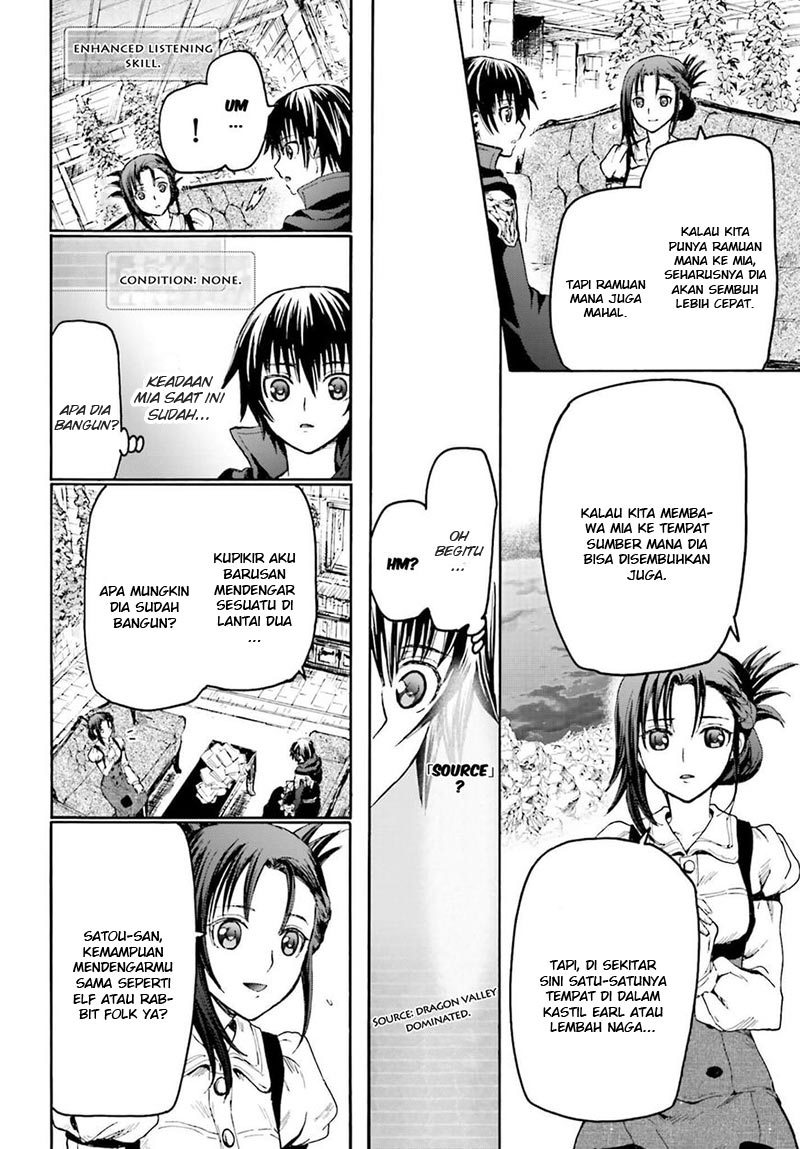 KALAU KITA
PUNYA RAMUAN
MANA KE MIA,
SEHARUSNYA DIA
AKAN SEMBUH
LEBIH CEPAT.
TAPI RAMUAN
MANA JUGA
MAHAL.
KALAU KITA MEMBA-
WA MIA KE TEMPAT
SUMBER MANA DIA
BISA DISEMBUHKAN
JUGA.
TAPI, DI SEKITAR
SINI SATU-SATUNYA
TEMPAT DI DALAM
KASTIL EARL ATAU
LEMBAH NAGA...
OH
BEGITU
...
HM?
「SOURCE」
?
SOURCE: DRAGON VALLEY
DOMINATED.
ENHANCED LISTENING
SKILL.
UM
...
!
CONDITION: NONE.
KEADAAN
MIA SAAT INI
SUDAH...
APA DIA
BANGUN?
KUPIKIR AKU
BARUSAN
MENDENGAR
SESUATU DI
LANTAI DUA
...
APA MUNGKIN
DIA SUDAH
BANGUN?
SATOU-SAN,
KEMAMPUAN
MENDENGARMU
SAMA SEPERTI
ELF ATAU RAB-
BIT FOLK YA?